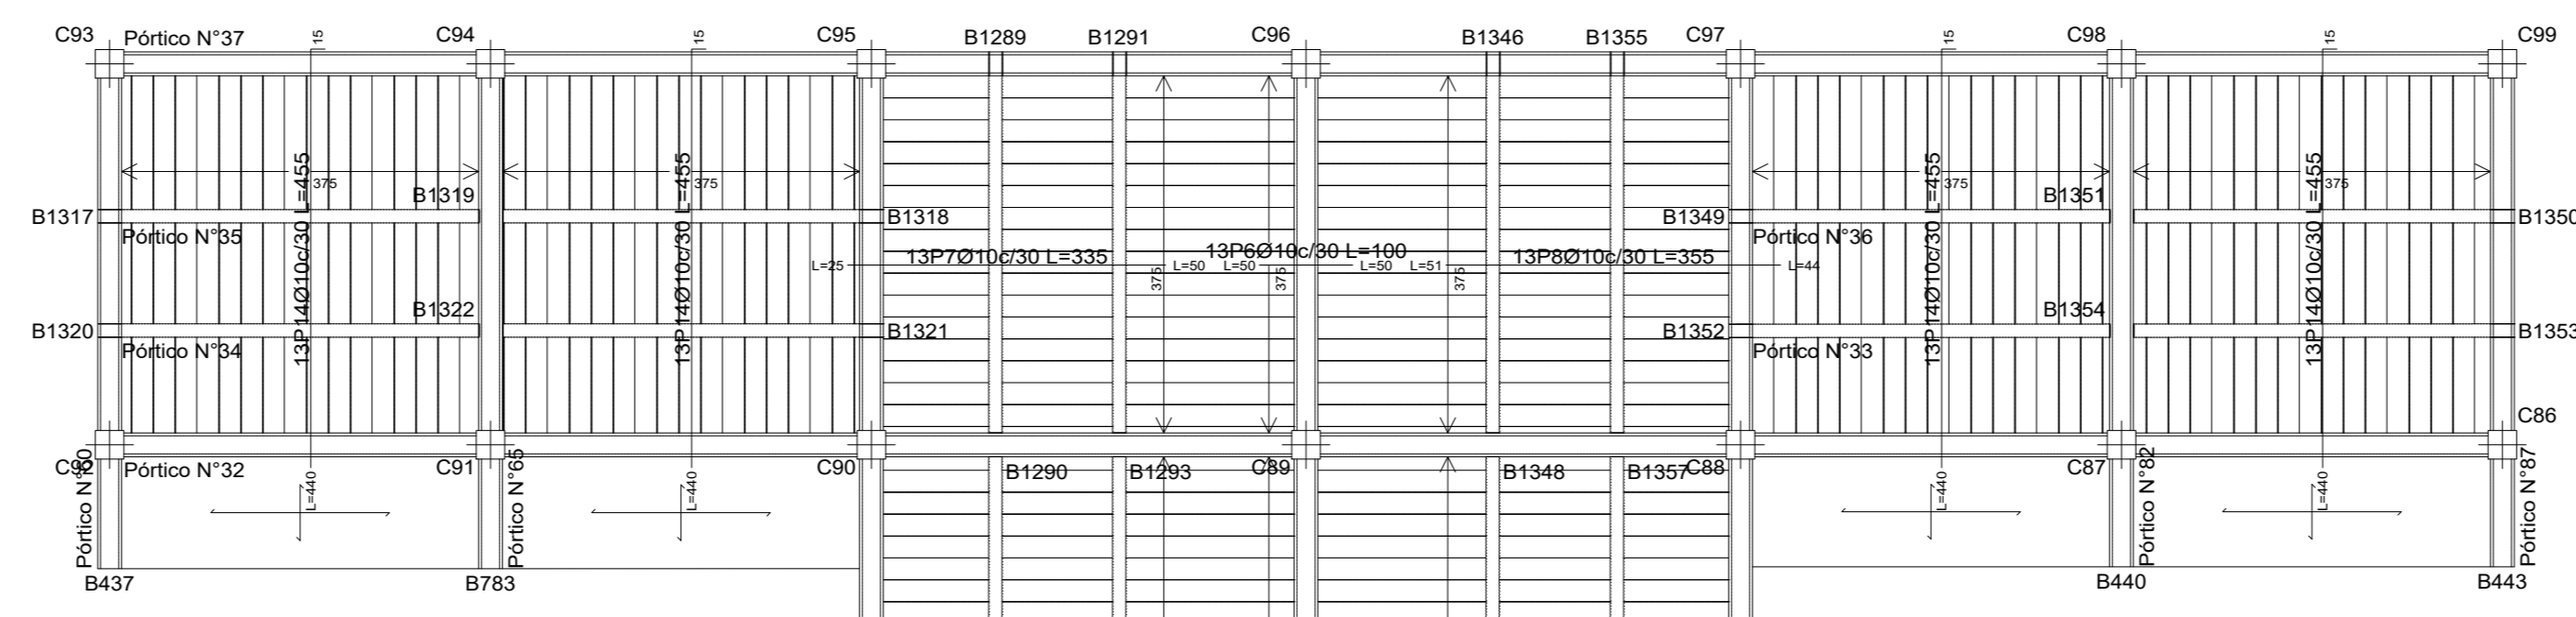 C93 Pórtico N°37 15 C94 15 C95 B1289 B1291 C96 B1346 B1355 C97 15 C98 15 C99
375 375 375 375
13P14Ø10c/30 L=455 13P14Ø10c/30 L=455 13P14Ø10c/30 L=455 13P14Ø10c/30 L=455
B1319 B1351
B1317 B1318 B1349 B1350
Pórtico N°35 Pórtico N°36
13P7Ø10c/30 L=335 13P6Ø10c/30 L=100 13P8Ø10c/30 L=355
L=25 L=50 L=50 L=50 L=51 L=44
375 375 375
B1322 B1354
B1320 B1321 B1352 B1353
Pórtico N°34 Pórtico N°33
C86
C92 Pórtico N°32 C91 C90 B1290 B1293 C89 B1348 B1357 C88 C87
L=440 L=440 L=440 L=440
Pórtico N°60 Pórtico N°65 Pórtico N°82 Pórtico N°87
B437 B783 B440 B443